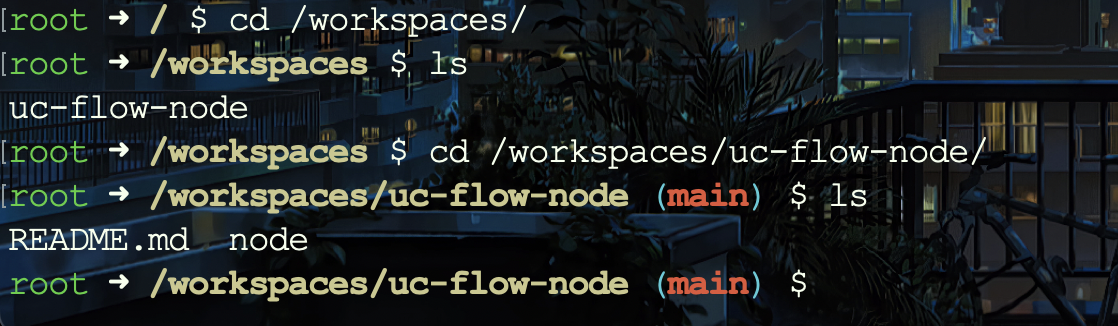 [root ➜ / $ cd /workspaces/
[root ➜ /workspaces $ ls
uc-flow-node
[root ➜ /workspaces $ cd /workspaces/uc-flow-node/
[root ➜ /workspaces/uc-flow-node (main) $ ls
README.md  node
root ➜ /workspaces/uc-flow-node (main) $